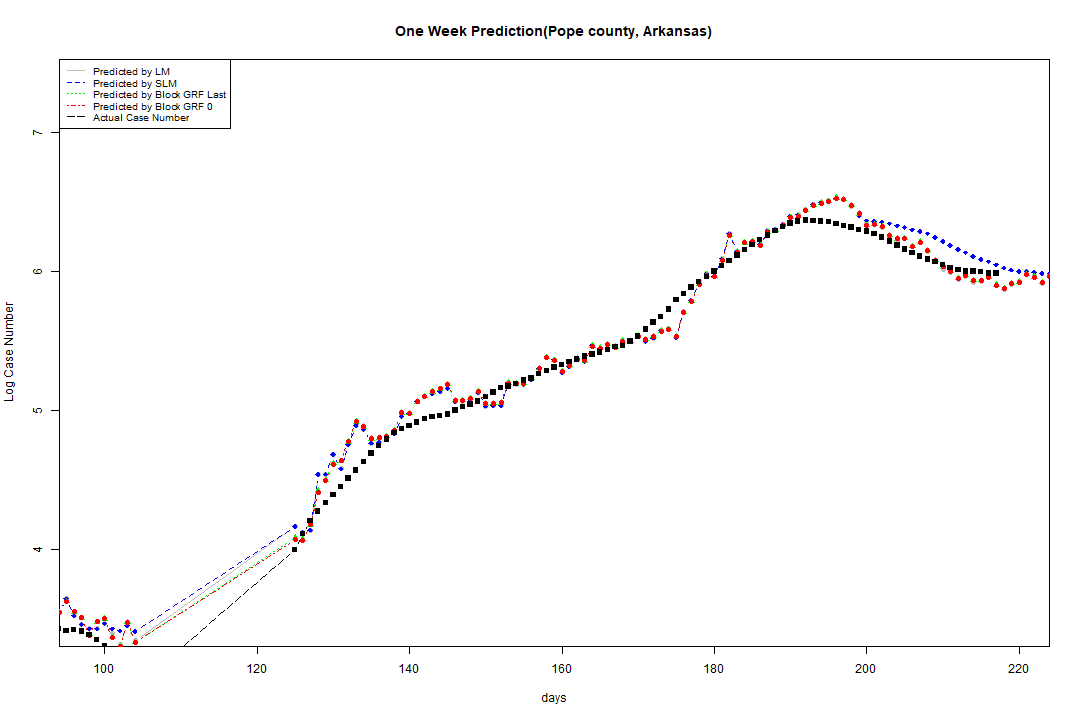 One Week Prediction(Pope county, Arkansas)
Predicted by LM
Predicted by SLM
Predicted by Block GRF Last
Predicted by Block GRF 0
Actual Case Number
7
6
5
4
Log Case Number
100 120 140 160 180 200 220
days